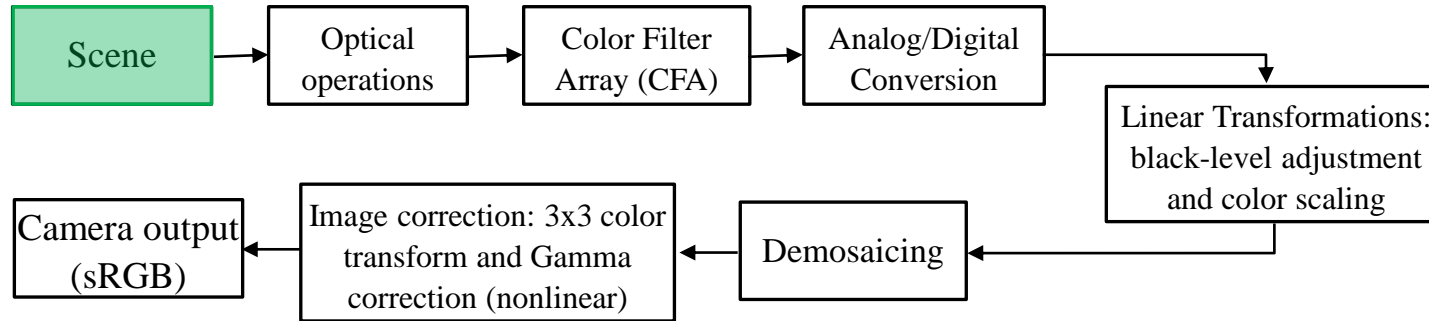 Scene
Optical
operations
Color Filter
Array (CFA)
Analog/Digital
Conversion
Linear Transformations:
black-level adjustment
and color scaling
Demosaicing
Image correction: 3x3 color
transform and Gamma
correction (nonlinear)
Camera output
(sRGB)